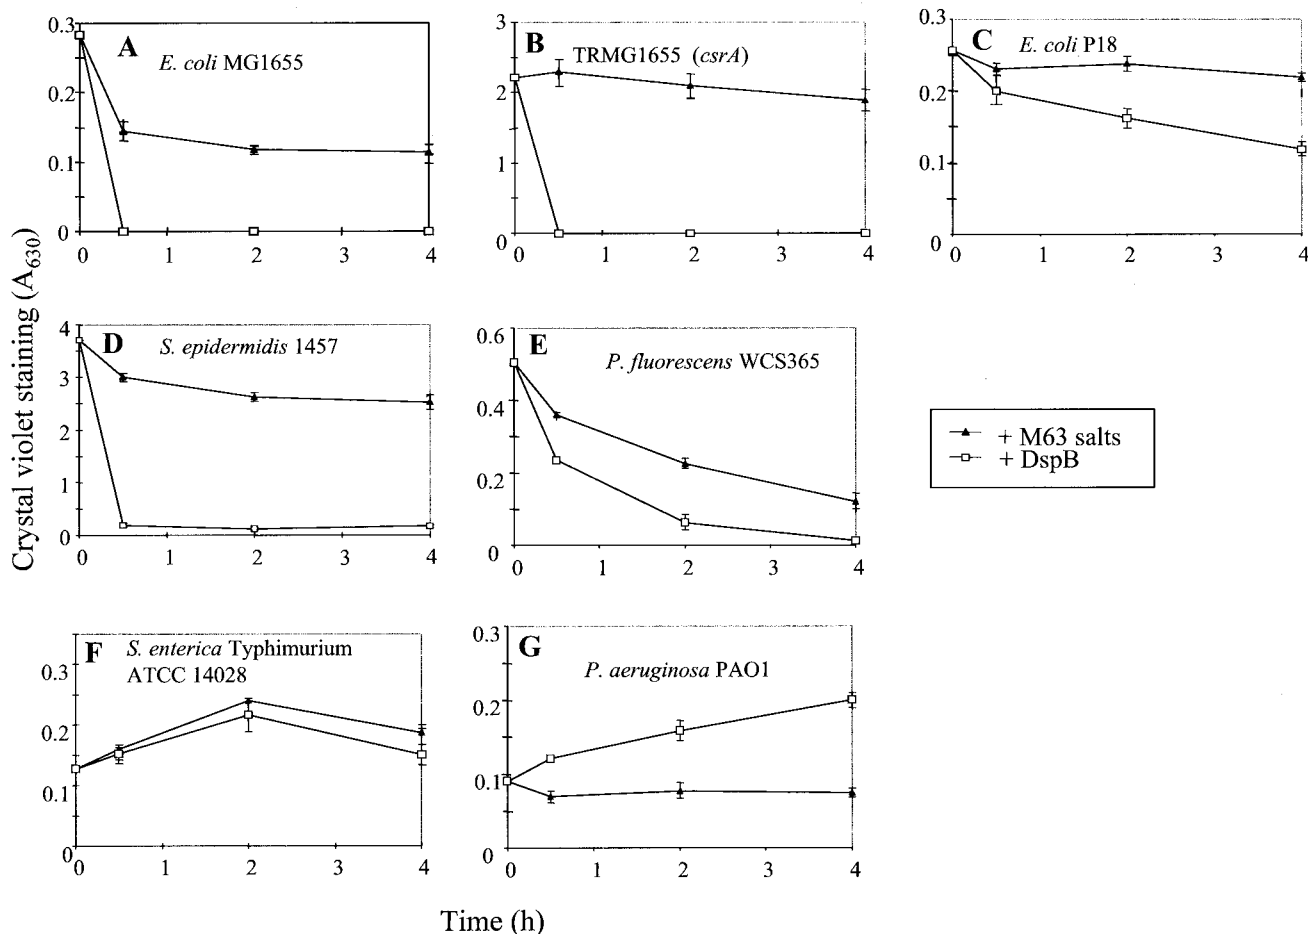 A
E. coli MG1655
0.3
0.2
0.1
0
0 1 2 3 4
B
TRMG1655 (csrA)
3
2
1
0
0 1 2 3 4
C
E. coli P18
0.3
0.2
0.1
0
0 1 2 3 4
Crystal violet staining (A630)
D
S. epidermidis 1457
4
3
2
1
0
0 1 2 3 4
E
P. fluorescens WCS365
0.6
0.4
0.2
0
0 1 2 3 4
+ M63 salts
+ DspB
F
S. enterica Typhimurium
ATCC 14028
0.3
0.2
0.1
0
0 1 2 3 4
G
P. aeruginosa PAO1
0.3
0.2
0.1
0
0 1 2 3 4
Time (h)